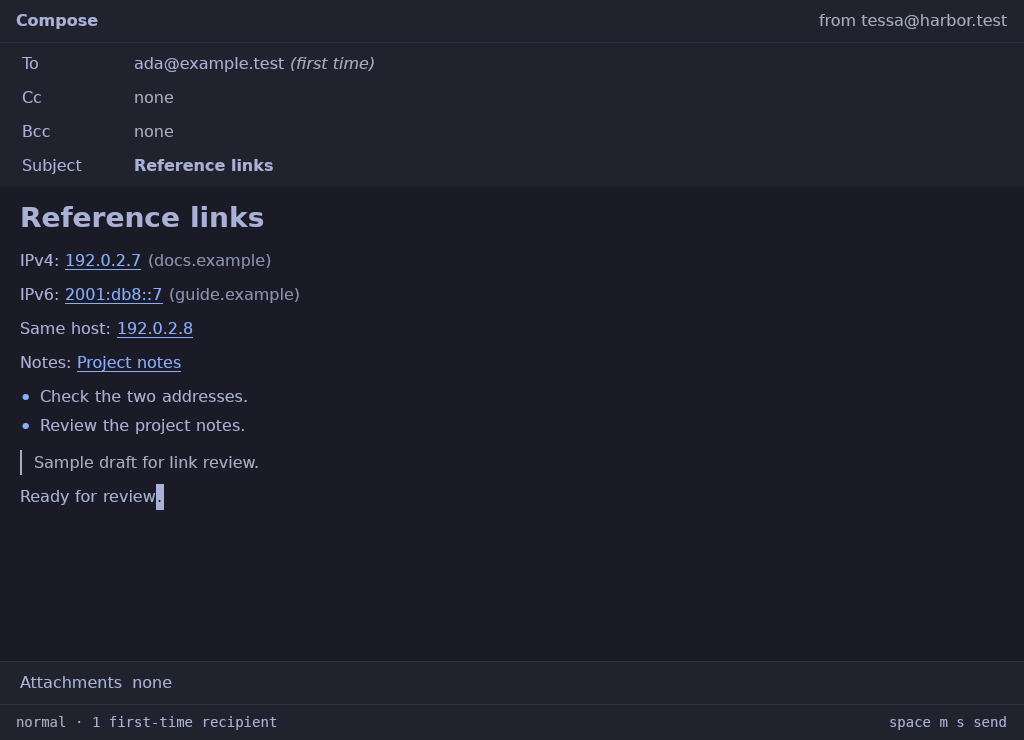 Compose from tessa@harbor.test
To ada@example.test (first time)
Cc none
Bcc none
Subject Reference links
Reference links
IPv4: 192.0.2.7 (docs.example)
IPv6: 2001:db8::7 (guide.example)
Same host: 192.0.2.8
Notes: Project notes
• Check the two addresses.
• Review the project notes.
Sample draft for link review.
Ready for review.
Attachments none
normal · 1 first-time recipient space m s send